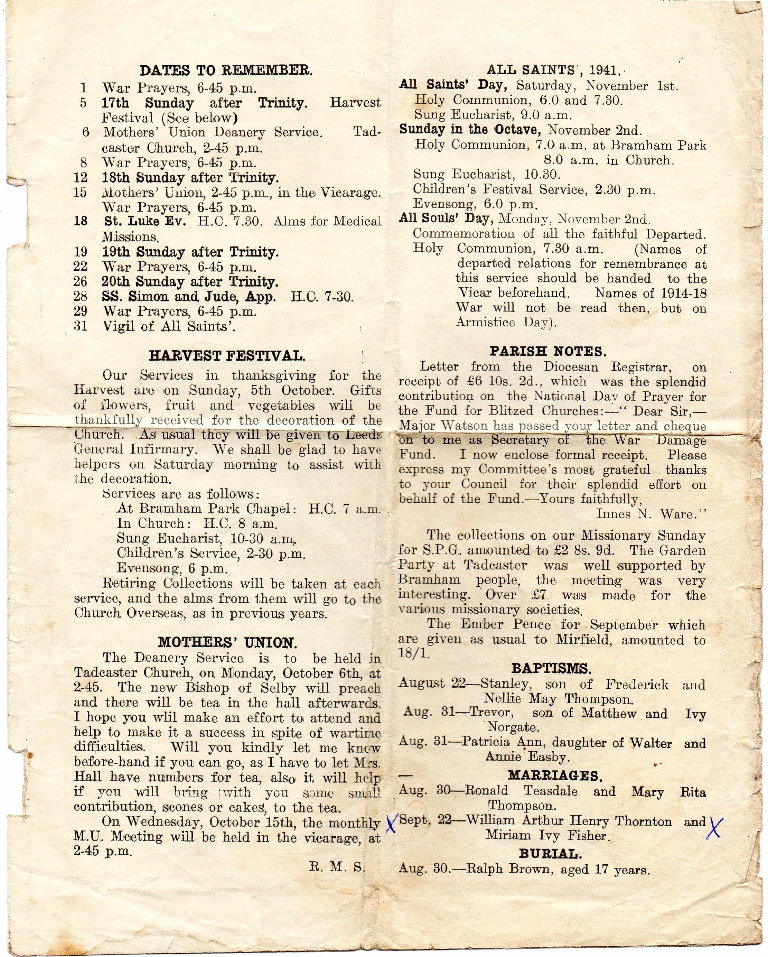 DATES TO REMEMBER.
1 War Prayers, 6-45 p.m.
5 17th Sunday after Trinity. Harvest
Festival (See below)
6 Mothers' Union Deanery Service. Tad-
caster Church, 2-45 p.m.
8 War Prayers, 6-45 p.m.
12 18th Sunday after Trinity.
15 Mothers' Union, 2-45 p.m., in the Vicarage.
War Prayers, 6-45 p.m.
18 St. Luke Ev. H.C. 7.30. Alms for Medical
Missions.
19 19th Sunday after Trinity.
22 War Prayers, 6-45 p.m.
26 20th Sunday after Trinity.
28 SS. Simon and Jude, App. H.C. 7-30.
29 War Prayers, 6-45 p.m.
31 Vigil of All Saints'.
HARVEST FESTIVAL.
Our Services in thanksgiving for the
Harvest are on Sunday, 5th October. Gifts
of flowers, fruit and vegetables will be
thankfully received for the decoration of the
Church. As usual they will be given to Leeds
General Infirmary. We shall be glad to have
helpers on Saturday morning to assist with
the decoration.
Services are as follows:
At Bramham Park Chapel: H.C. 7 a.m.
In Church: H.C. 8 a.m.
Sung Eucharist, 10-30 a.m.
Children's Service, 2-30 p.m.
Evensong, 6 p.m.
Retiring Collections will be taken at each
service, and the alms from them will go to the
Church Overseas, as in previous years.
MOTHERS' UNION.
The Deanery Service is to be held in
Tadcaster Church, on Monday, October 6th, at
2-45. The new Bishop of Selby will preach
and there will be tea in the hall afterwards.
I hope you wlil make an effort to attend and
help to make it a success in spite of wartime
difficulties. Will you kindly let me know
before-hand if you can go, as I have to let Mrs.
Hall have numbers for tea, also it will help
if you will bring with you some small
contribution, scones or cakes, to the tea.
On Wednesday, October 15th, the monthly
M.U. Meeting will be held in the vicarage, at
2-45 p.m.
R. M. S.
ALL SAINTS', 1941.
All Saints' Day, Saturday, November 1st.
Holy Communion, 6.0 and 7.30.
Sung Eucharist, 9.0 a.m.
Sunday in the Octave, November 2nd.
Holy Communion, 7.0 a.m. at Bramham Park
8.0 a.m. in Church.
Sung Eucharist, 10.30.
Children's Festival Service, 2.30 p.m.
Evensong, 6.0 p.m.
All Souls' Day, Monday, November 2nd.
Commemoration of all the faithful Departed.
Holy Communion, 7.30 a.m. (Names of
departed relations for remembrance at
this service should be handed to the
Vicar beforehand. Names of 1914-18
War will not be read then, but on
Armistice Day).
PARISH NOTES.
Letter from the Diocesan Registrar, on
receipt of £6 10s. 2d., which was the splendid
contribution on the National Day of Prayer for
the Fund for Blitzed Churches:—" Dear Sir,—
Major Watson has passed your letter and cheque
on to me as Secretary of the War Damage
Fund. I now enclose formal receipt. Please
express my Committee's most grateful thanks
to your Council for their splendid effort on
behalf of the Fund.—Yours faithfully,
Innes N. Ware."
The collections on our Missionary Sunday
for S.P.G. amounted to £2 8s. 9d. The Garden
Party at Tadcaster was well supported by
Bramham people, the meeting was very
interesting. Over £7 was made for the
various missionary societies.
The Ember Pence for September which
are given as usual to Mirfield, amounted to
18/1.
BAPTISMS.
August 22—Stanley, son of Frederick and
Nellie May Thompson.
Aug. 31—Trevor, son of Matthew and Ivy
Norgate.
Aug. 31—Patricia Ann, daughter of Walter and
Annie Easby.
MARRIAGES.
Aug. 30—Ronald Teasdale and Mary Rita
Thompson.
X Sept. 22—William Arthur Henry Thornton and X
Miriam Ivy Fisher.
BURIAL.
Aug. 30.—Ralph Brown, aged 17 years.